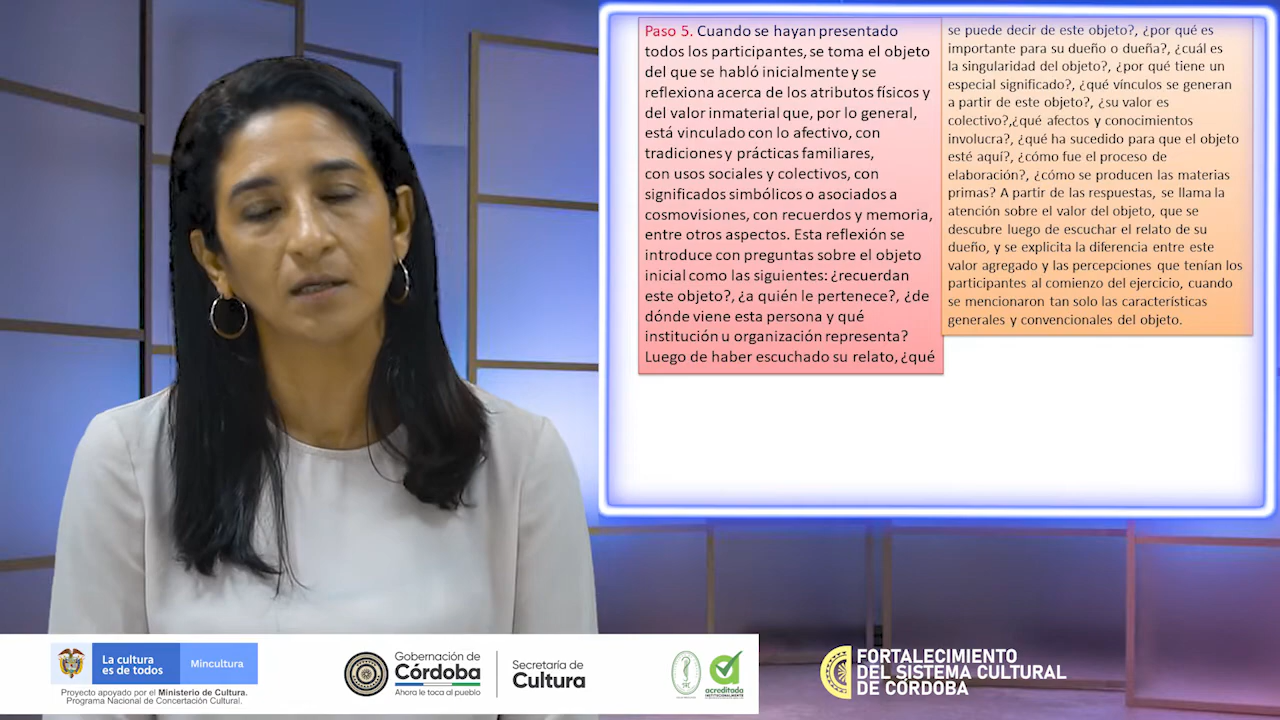 Paso 5. Cuando se hayan presentado
todos los participantes, se toma el objeto
del que se habló inicialmente y se
reflexiona acerca de los atributos físicos y
del valor inmaterial que, por lo general,
está vinculado con lo afectivo, con
tradiciones y prácticas familiares,
con usos sociales y colectivos, con
significados simbólicos o asociados a
cosmovisiones, con recuerdos y memoria,
entre otros aspectos. Esta reflexión se
introduce con preguntas sobre el objeto
inicial como las siguientes: ¿recuerdan
este objeto?, ¿a quién le pertenece?, ¿de
dónde viene esta persona y qué
institución u organización representa?
Luego de haber escuchado su relato, ¿qué
se puede decir de este objeto?, ¿por qué es
importante para su dueño o dueña?, ¿cuál es
la singularidad del objeto?, ¿por qué tiene un
especial significado?, ¿qué vínculos se generan
a partir de este objeto?, ¿su valor es
colectivo?,¿qué afectos y conocimientos
involucra?, ¿qué ha sucedido para que el objeto
esté aquí?, ¿cómo fue el proceso de
elaboración?, ¿cómo se producen las materias
primas? A partir de las respuestas, se llama la
atención sobre el valor del objeto, que se
descubre luego de escuchar el relato de su
dueño, y se explicita la diferencia entre este
valor agregado y las percepciones que tenían los
participantes al comienzo del ejercicio, cuando
se mencionaron tan solo las características
generales y convencionales del objeto.
La cultura
es de todos
Mincultura
Proyecto apoyado por el Ministerio de Cultura.
Programa Nacional de Concertación Cultural.
Gobernación de
Córdoba
Ahora le toca al pueblo
Secretaría de
Cultura
acreditada
INSTITUCIONALMENTE
FORTALECIMIENTO
DEL SISTEMA CULTURAL
DE CÓRDOBA